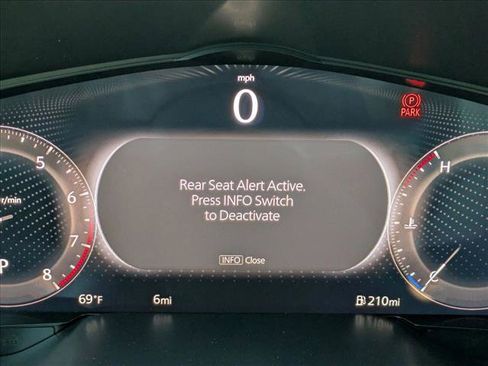 mph
0
P
PARK
5
6
7
8
r/min
P
H
C
Rear Seat Alert Active.
Press INFO Switch
to Deactivate
INFO Close
69°F
6mi
210mi